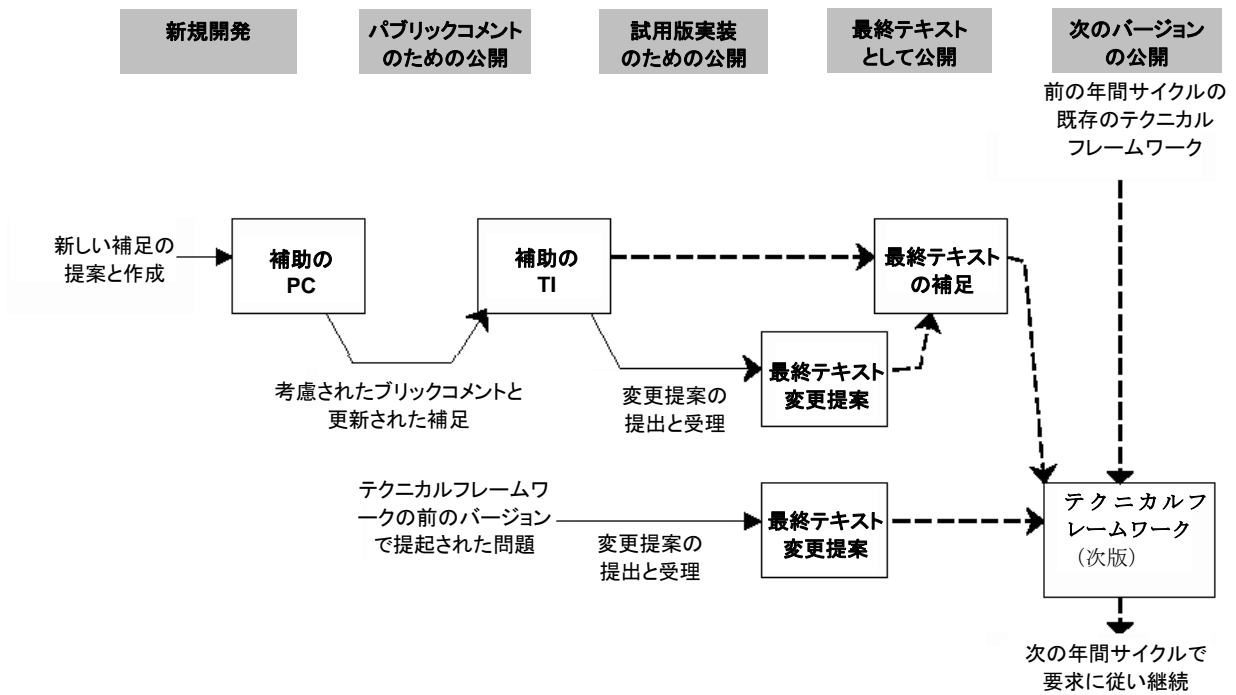 新規開発
パブリックコメント
のための公開
試用版実装
のための公開
最終テキスト
として公開
次のバージョン
の公開
前の年間サイクルの
既存のテクニカル
フレームワーク
新しい補足の
提案と作成
補助の
PC
補助の
TI
最終テキスト
の補足
考慮されたブリックコメントと
更新された補足
変更提案の
提出と受理
最終テキスト
変更提案
テクニカルフレームワ
ークの前のバージョン
で提起された問題
変更提案の
提出と受理
最終テキスト
変更提案
テクニカルフ
レームワーク
（次版）
次の年間サイクルで
要求に従い継続